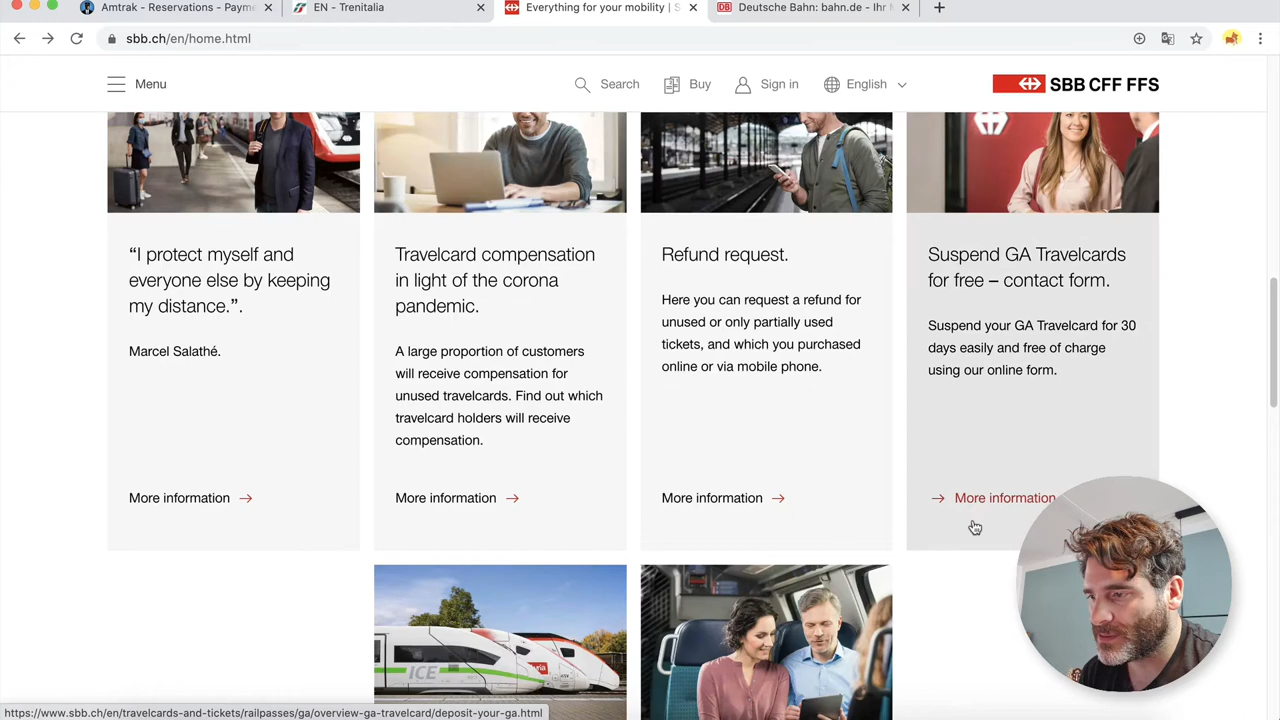 Amtrak - Reservations - Payme
EN - Trenitalia
Everything for your mobility | S
Deutsche Bahn: bahn.de - Ihr M
sbb.ch/en/home.html
Menu
Search
Buy
Sign in
English
SBB CFF FFS
“I protect myself and
everyone else by keeping
my distance.”.
Marcel Salathé.
More information
Travelcard compensation
in light of the corona
pandemic.
A large proportion of customers
will receive compensation for
unused travelcards. Find out which
travelcard holders will receive
compensation.
More information
Refund request.
Here you can request a refund for
unused or only partially used
tickets, and which you purchased
online or via mobile phone.
More information
Suspend GA Travelcards
for free – contact form.
Suspend your GA Travelcard for 30
days easily and free of charge
using our online form.
More information
ICE
https://www.sbb.ch/en/travelcards-and-tickets/railpasses/ga/overview-ga-travelcard/deposit-your-ga.html